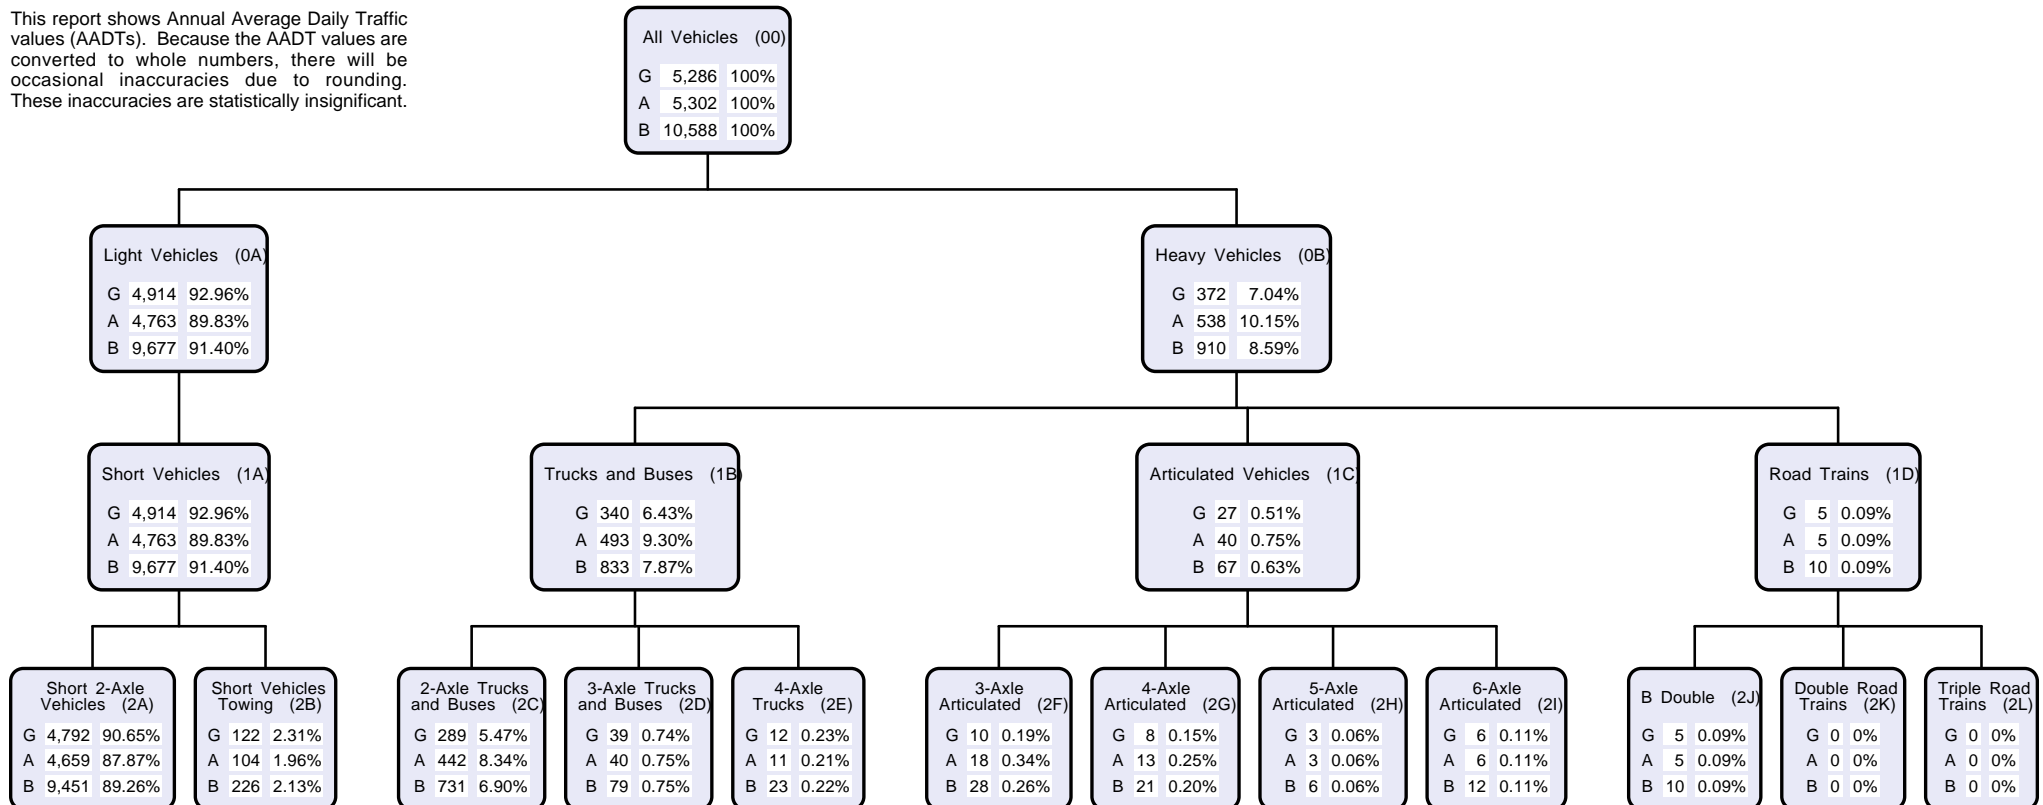 This report shows Annual Average Daily Traffic
values (AADTs). Because the AADT values are
converted to whole numbers, there will be
occasional inaccuracies due to rounding.
These inaccuracies are statistically insignificant.
All Vehicles (00)
G 5,286 100%
A 5,302 100%
B 10,588 100%
Light Vehicles (0A)
G 4,914 92.96%
A 4,763 89.83%
B 9,677 91.40%
Heavy Vehicles (0B)
G 372 7.04%
A 538 10.15%
B 910 8.59%
Short Vehicles (1A)
G 4,914 92.96%
A 4,763 89.83%
B 9,677 91.40%
Trucks and Buses (1B)
G 340 6.43%
A 493 9.30%
B 833 7.87%
Articulated Vehicles (1C)
G 27 0.51%
A 40 0.75%
B 67 0.63%
Road Trains (1D)
G 5 0.09%
A 5 0.09%
B 10 0.09%
Short 2-Axle
Vehicles (2A)
G 4,792 90.65%
A 4,659 87.87%
B 9,451 89.26%
Short Vehicles
Towing (2B)
G 122 2.31%
A 104 1.96%
B 226 2.13%
2-Axle Trucks
and Buses (2C)
G 289 5.47%
A 442 8.34%
B 731 6.90%
3-Axle Trucks
and Buses (2D)
G 39 0.74%
A 40 0.75%
B 79 0.75%
4-Axle
Trucks (2E)
G 12 0.23%
A 11 0.21%
B 23 0.22%
3-Axle
Articulated (2F)
G 10 0.19%
A 18 0.34%
B 28 0.26%
4-Axle
Articulated (2G)
G 8 0.15%
A 13 0.25%
B 21 0.20%
5-Axle
Articulated (2H)
G 3 0.06%
A 3 0.06%
B 6 0.06%
6-Axle
Articulated (2I)
G 6 0.11%
A 6 0.11%
B 12 0.11%
B Double (2J)
G 5 0.09%
A 5 0.09%
B 10 0.09%
Double Road
Trains (2K)
G 0 0%
A 0 0%
B 0 0%
Triple Road
Trains (2L)
G 0 0%
A 0 0%
B 0 0%